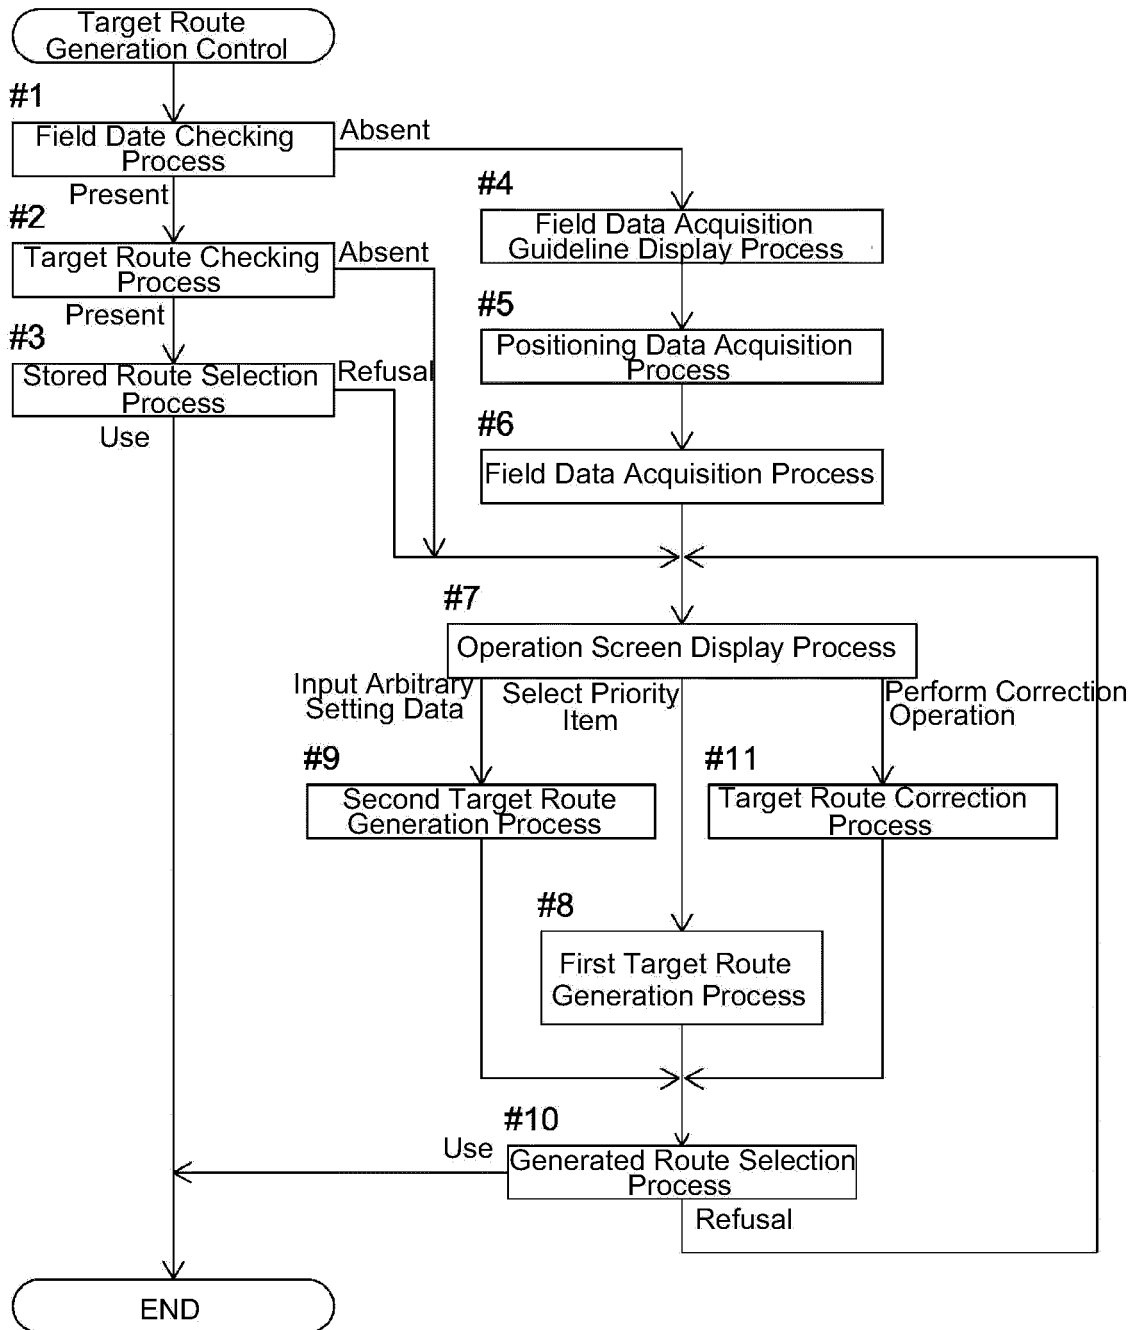 Target Route
Generation Control
#1
Field Date Checking
Process
Absent
Present
#2
Target Route Checking
Process
Absent
Present
#3
Stored Route Selection
Process
Refusal
Use
#4
Field Data Acquisition
Guideline Display Process
#5
Positioning Data Acquisition
Process
#6
Field Data Acquisition Process
#7
Operation Screen Display Process
Input Arbitrary
Setting Data
Select Priority
Item
Perform Correction
Operation
#9
Second Target Route
Generation Process
#11
Target Route Correction
Process
#8
First Target Route
Generation Process
#10
Generated Route Selection
Process
Use
Refusal
END